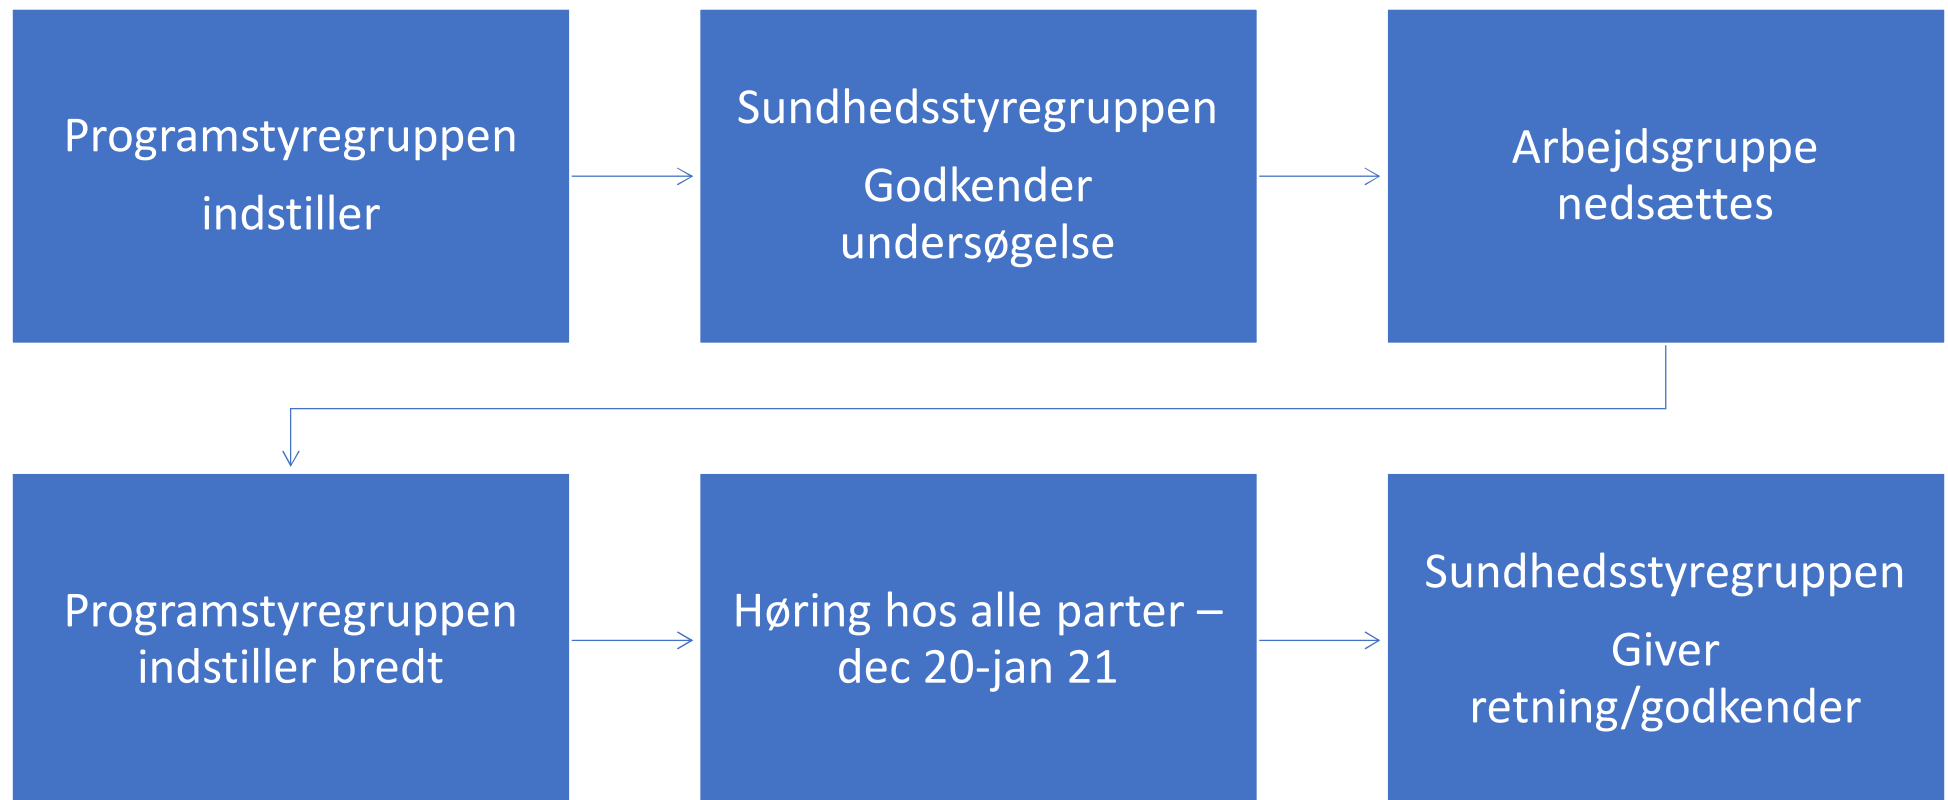 Programstyregruppen
indstiller
Sundhedsstyregruppen
Godkender
undersøgelse
Arbejdsgruppe
nedsættes
Programstyregruppen
indstiller bredt
Høring hos alle parter –
dec 20-jan 21
Sundhedsstyregruppen
Giver
retning/godkender